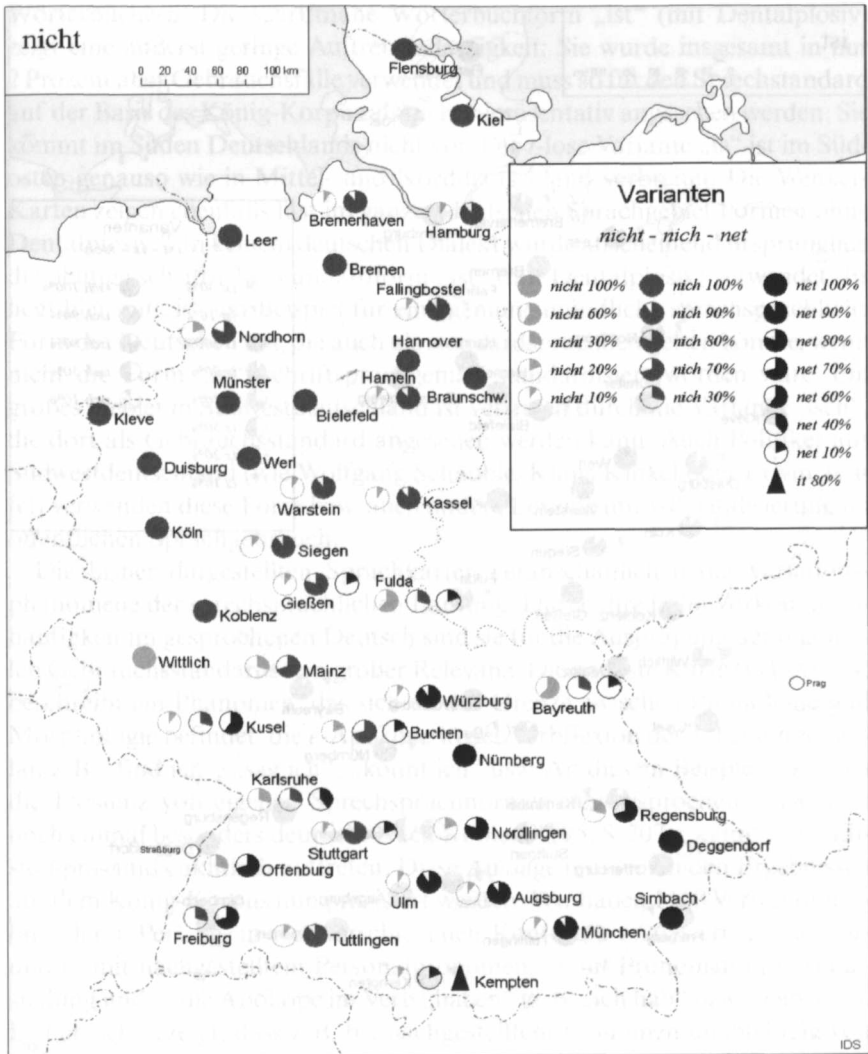 nicht
0 20 40 60 80 100 km
Flensburg
Kiel
Bremerhaven
Hamburg
Leer
Bremen
Fallingbostel
Nordhorn
Hannover
Hameln
Braunschw.
Münster
Bielefeld
Kleve
Duisburg
Werl
Warstein
Kassel
Köln
Siegen
Gießen
Fulda
Koblenz
Wittlich
Mainz
Würzburg
Bayreuth
Prag
Kusel
Buchen
Nürnberg
Karlsruhe
Stuttgart
Nördlingen
Regensburg
Deggendorf
Straßburg
Offenburg
Ulm
Augsburg
Simbach
Freiburg
Tuttlingen
München
Kempten
Varianten
nicht - nich - net
nicht 100% nich 100% net 100%
nicht 60% nich 90% net 90%
nicht 30% nich 80% net 80%
nicht 20% nich 70% net 70%
nicht 10% nich 30% net 60%
net 40%
net 10%
it 80%
IDS